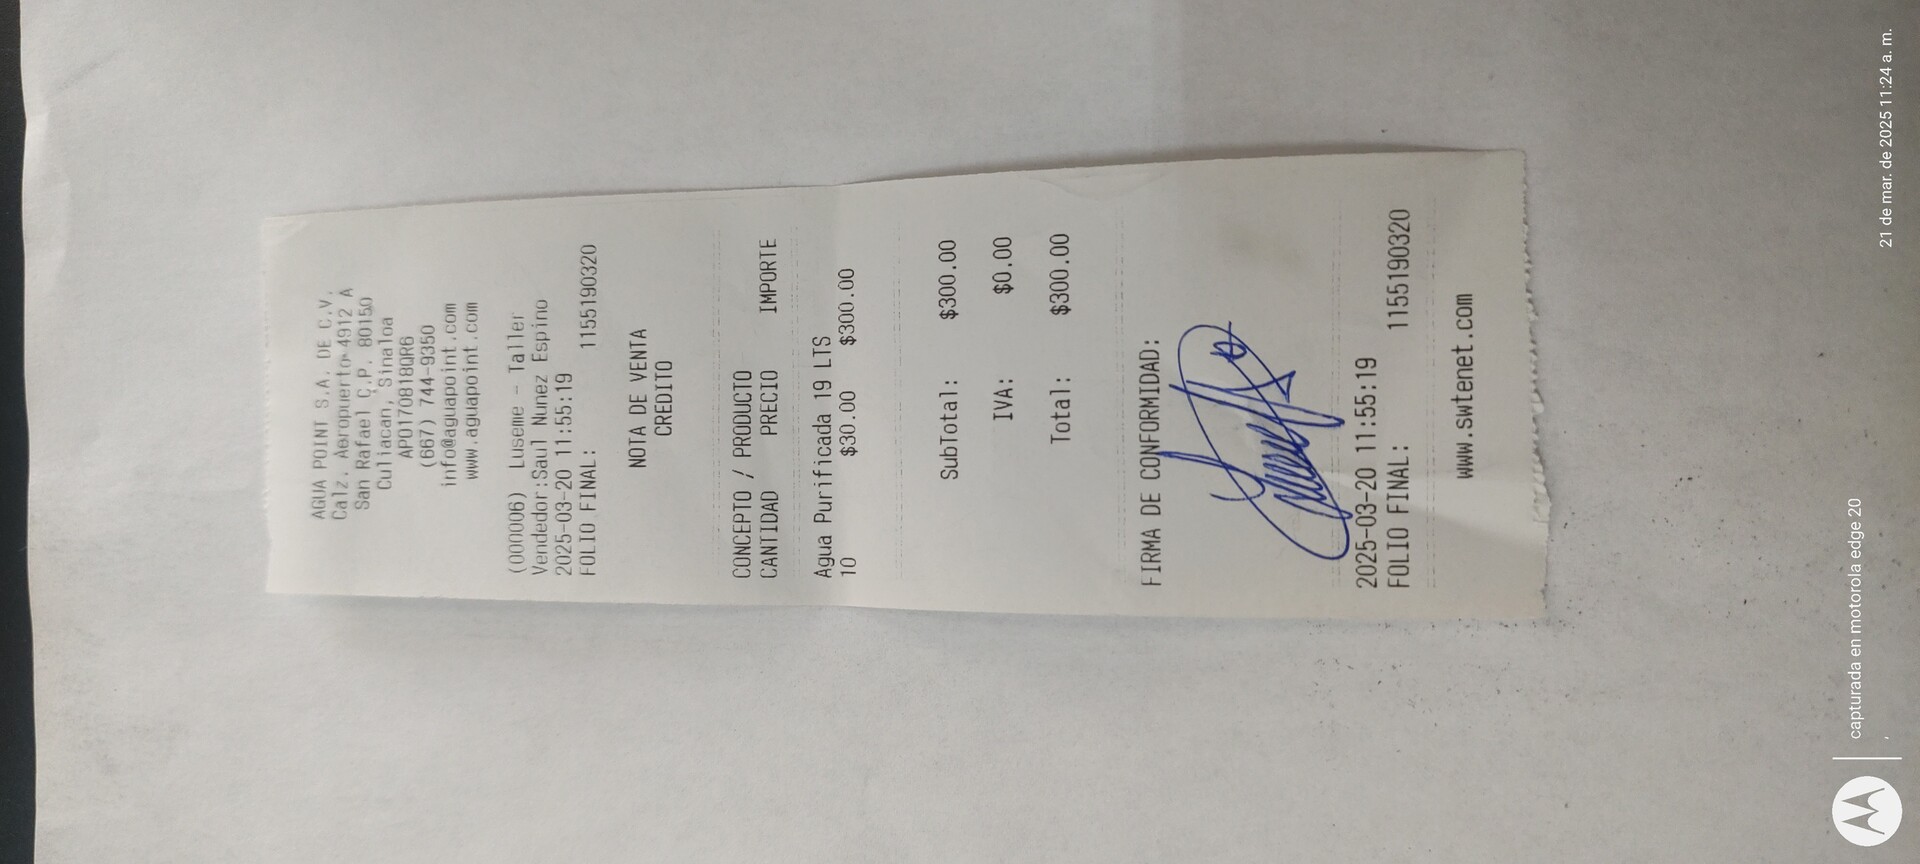 AGUA POINT S.A. DE C.V.
Calz. Aeropuerto 4912 A
San Rafael C.P. 80150
Culiacan, Sinaloa
APO170818QR6
(667) 744-9350
info@aguapoint.com
www.aguapoint.com
(000006) Luseme - Taller
Vendedor:Saul Nunez Espino
2025-03-20 11:55:19
FOLIO FINAL: 1155190320
NOTA DE VENTA
CREDITO
CONCEPTO / PRODUCTO
CANTIDAD PRECIO IMPORTE
Agua Purificada 19 LTS
10 $30.00 $300.00
SubTotal: $300.00
IVA: $0.00
Total: $300.00
FIRMA DE CONFORMIDAD:
2025-03-20 11:55:19
FOLIO FINAL: 1155190320
www.swtenet.com
capturada en motorola edge 20
,
21 de mar. de 2025 11:24 a. m.